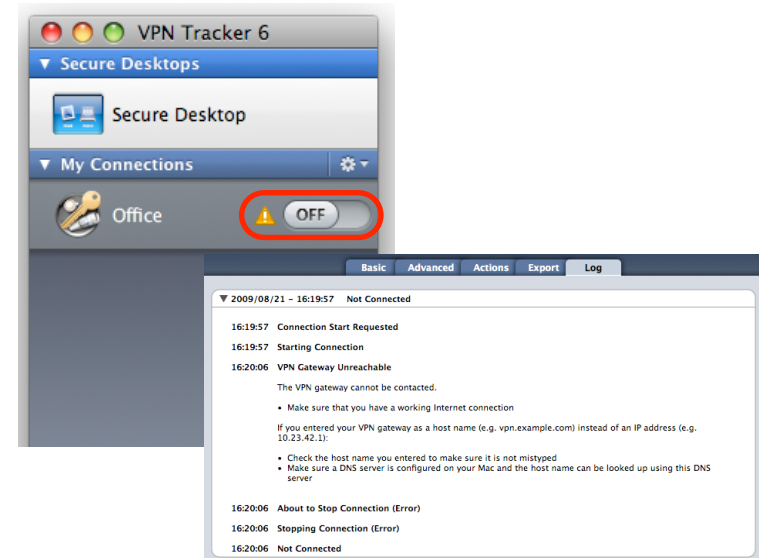 VPN Tracker 6
▼ Secure Desktops
Secure Desktop
▼ My Connections
Office
OFF
Basic Advanced Actions Export Log
▼ 2009/08/21 - 16:19:57 Not Connected
16:19:57 Connection Start Requested
16:19:57 Starting Connection
16:20:06 VPN Gateway Unreachable
The VPN gateway cannot be contacted.
• Make sure that you have a working Internet connection
If you entered your VPN gateway as a host name (e.g. vpn.example.com) instead of an IP address (e.g.
10.23.42.1):
• Check the host name you entered to make sure it is not mistyped
• Make sure a DNS server is configured on your Mac and the host name can be looked up using this DNS
server
16:20:06 About to Stop Connection (Error)
16:20:06 Stopping Connection (Error)
16:20:06 Not Connected